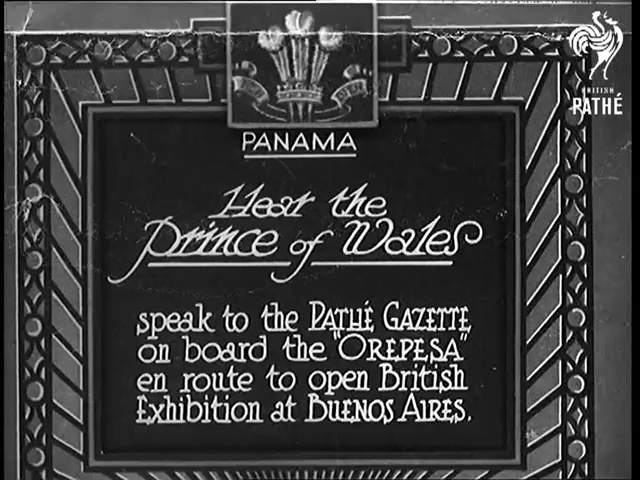 BRITISH
PATHÉ
PANAMA
Hear the
Prince of Wales
speak to the PATHÉ GAZETTE
on board the "OREPESA"
en route to open British
Exhibition at BUENOS AIRES.